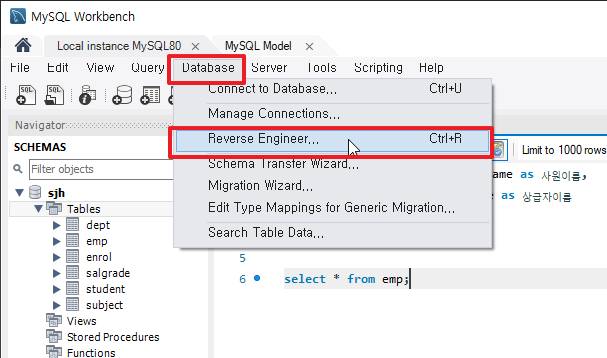 MySQL Workbench
Local instance MySQL80 × MySQL Model ×
File Edit View Query Database Server Tools Scripting Help
Connect to Database... Ctrl+U
Manage Connections...
Reverse Engineer... Ctrl+R
Schema Transfer Wizard...
Migration Wizard...
Edit Type Mappings for Generic Migration...
Search Table Data...
Navigator
SCHEMAS
Filter objects
sjh
Tables
dept
emp
enrol
salgrade
student
subject
Views
Stored Procedures
Functions
Limit to 1000 rows
as 사원이름,
as 상급자이름
5
6 select * from emp;